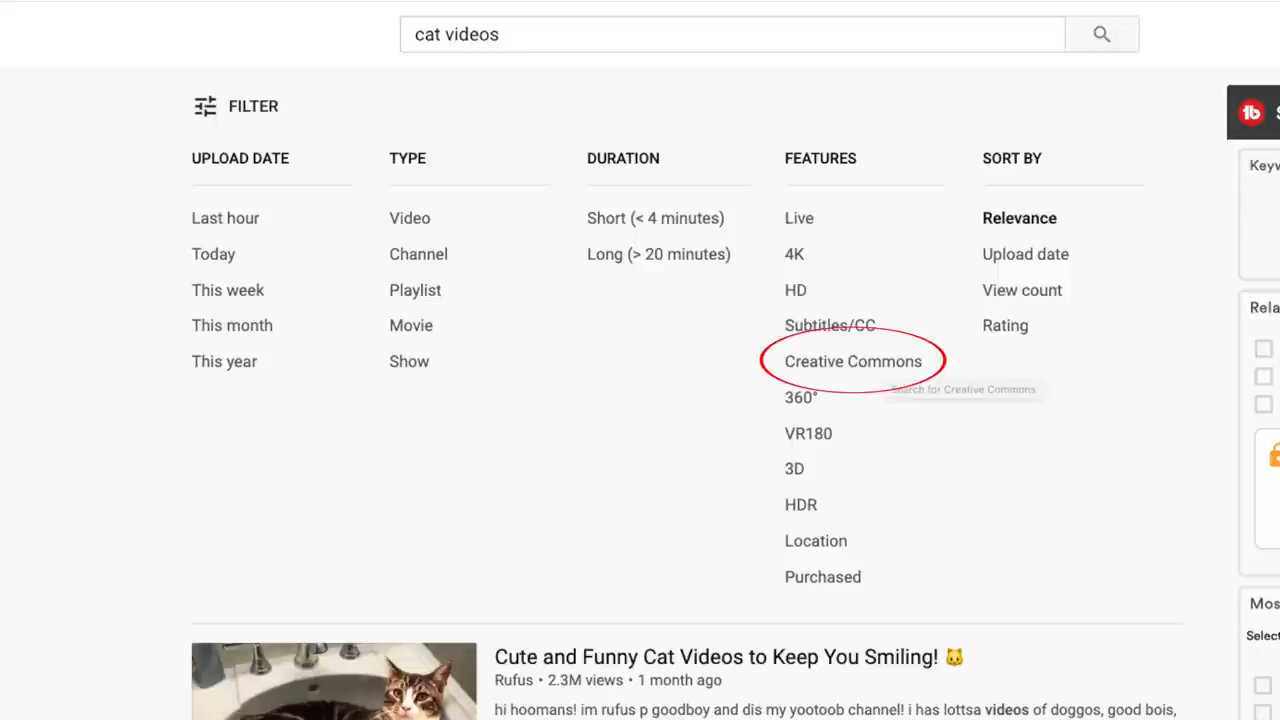 cat videos
FILTER
UPLOAD DATE
Last hour
Today
This week
This month
This year
TYPE
Video
Channel
Playlist
Movie
Show
DURATION
Short (< 4 minutes)
Long (> 20 minutes)
FEATURES
Live
4K
HD
Subtitles/CC
Creative Commons
Search for Creative Commons
360°
VR180
3D
HDR
Location
Purchased
SORT BY
Relevance
Upload date
View count
Rating
Cute and Funny Cat Videos to Keep You Smiling! 🐱
Rufus • 2.3M views • 1 month ago
hi hoomans! im rufus p goodboy and dis my yootoob channel! i has lottsa videos of doggos, good bois,
tb